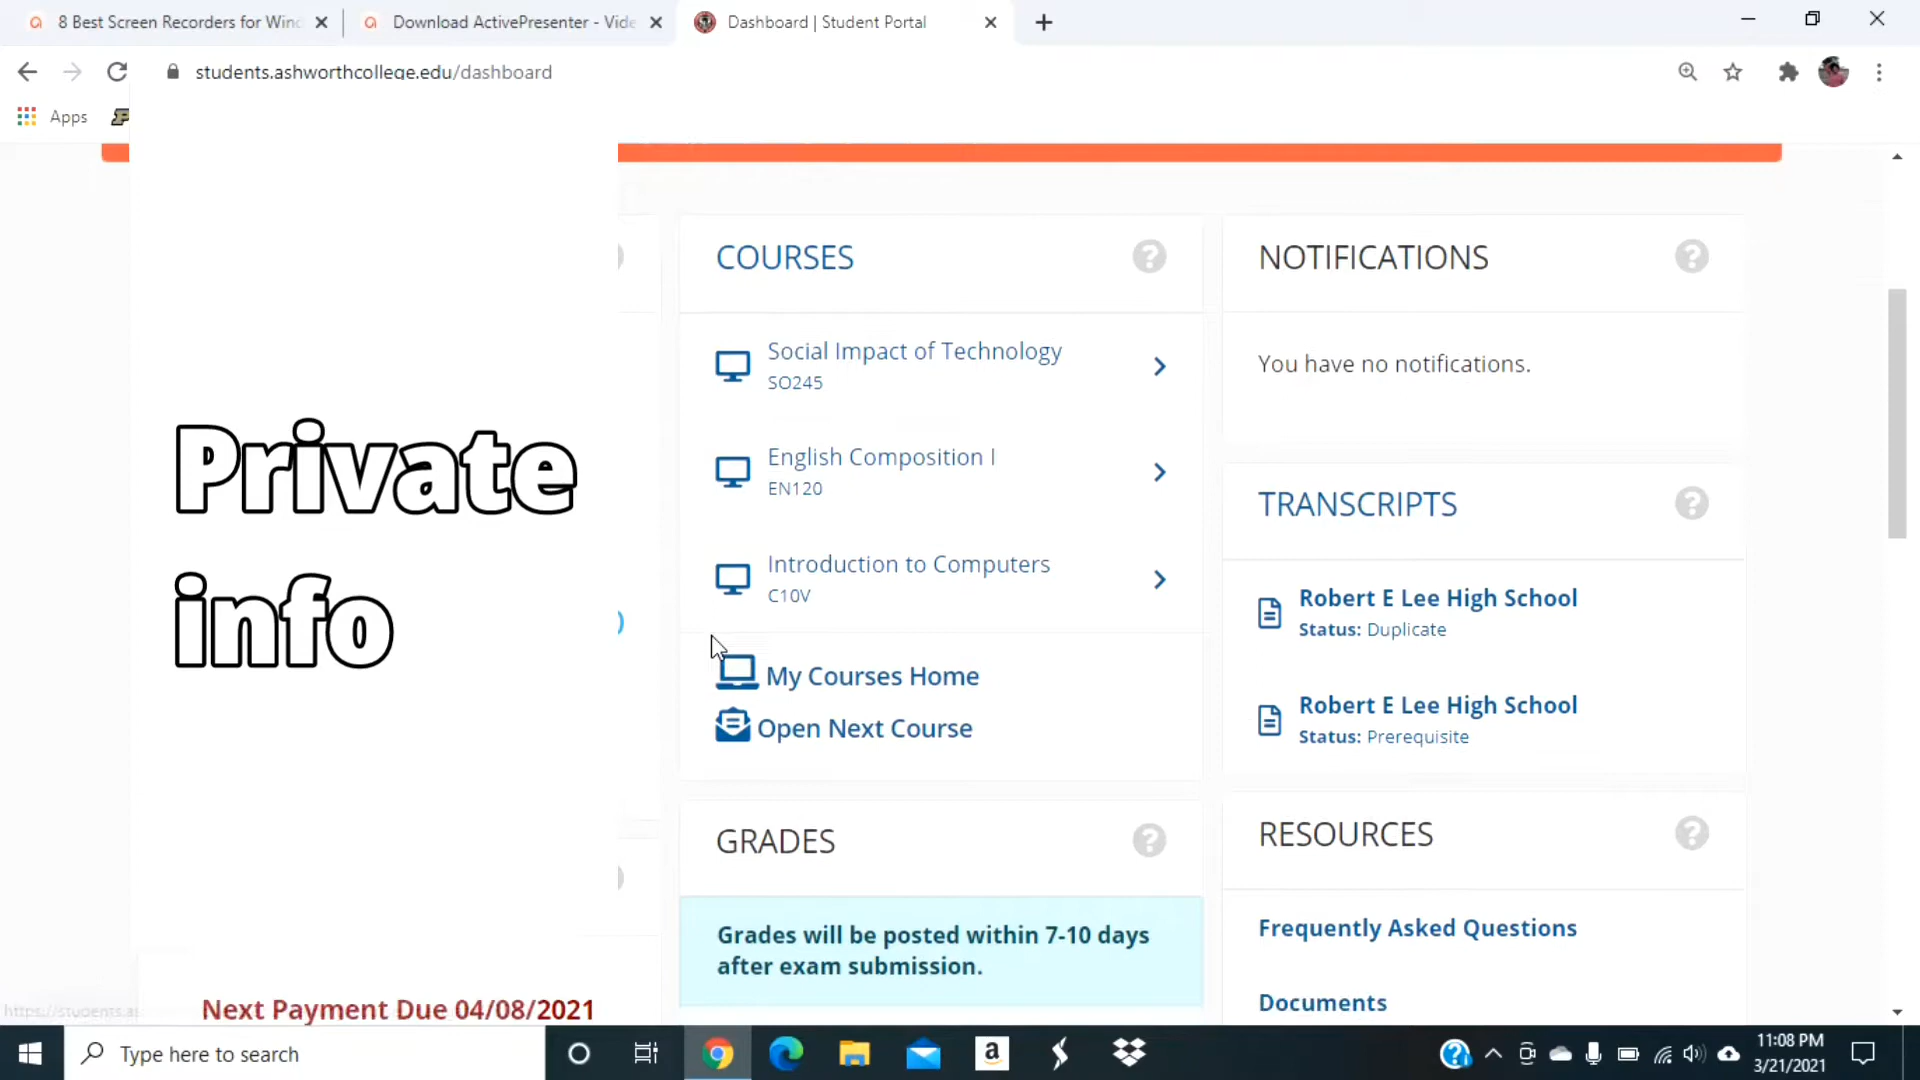 8 Best Screen Recorders for Wind
Download ActivePresenter - Vide
Dashboard | Student Portal
students.ashworthcollege.edu/dashboard
Apps
Private
info
COURSES
Social Impact of Technology
SO245
English Composition I
EN120
Introduction to Computers
C10V
My Courses Home
Open Next Course
GRADES
Grades will be posted within 7-10 days
after exam submission.
NOTIFICATIONS
You have no notifications.
TRANSCRIPTS
Robert E Lee High School
Status: Duplicate
Robert E Lee High School
Status: Prerequisite
RESOURCES
Frequently Asked Questions
Documents
Next Payment Due 04/08/2021
https://students.as
Type here to search
11:08 PM
3/21/2021